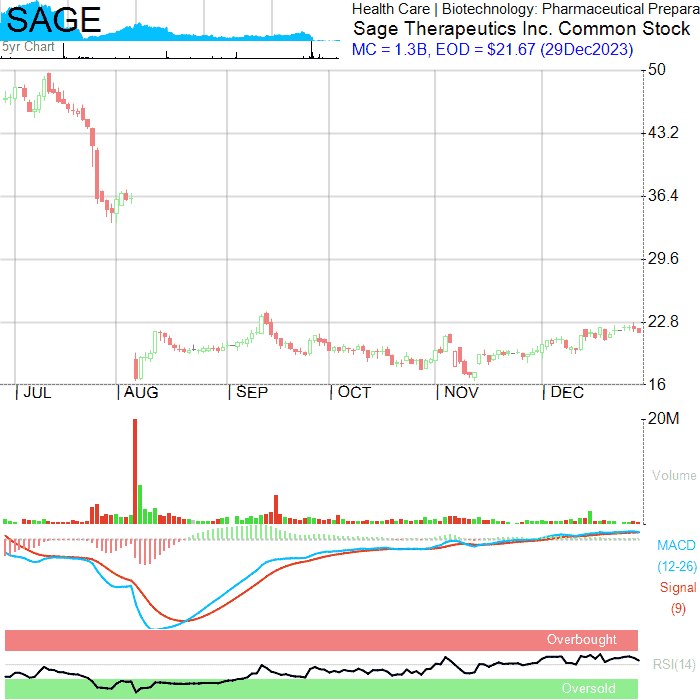 SAGE
5yr Chart
Health Care | Biotechnology: Pharmaceutical Prepara
Sage Therapeutics Inc. Common Stock
MC = 1.3B, EOD = $21.67 (29Dec2023)
50
43.2
36.4
29.6
22.8
16
JUL
AUG
SEP
OCT
NOV
DEC
20M
Volume
MACD
(12-26)
Signal
(9)
Overbought
RSI(14)
Oversold